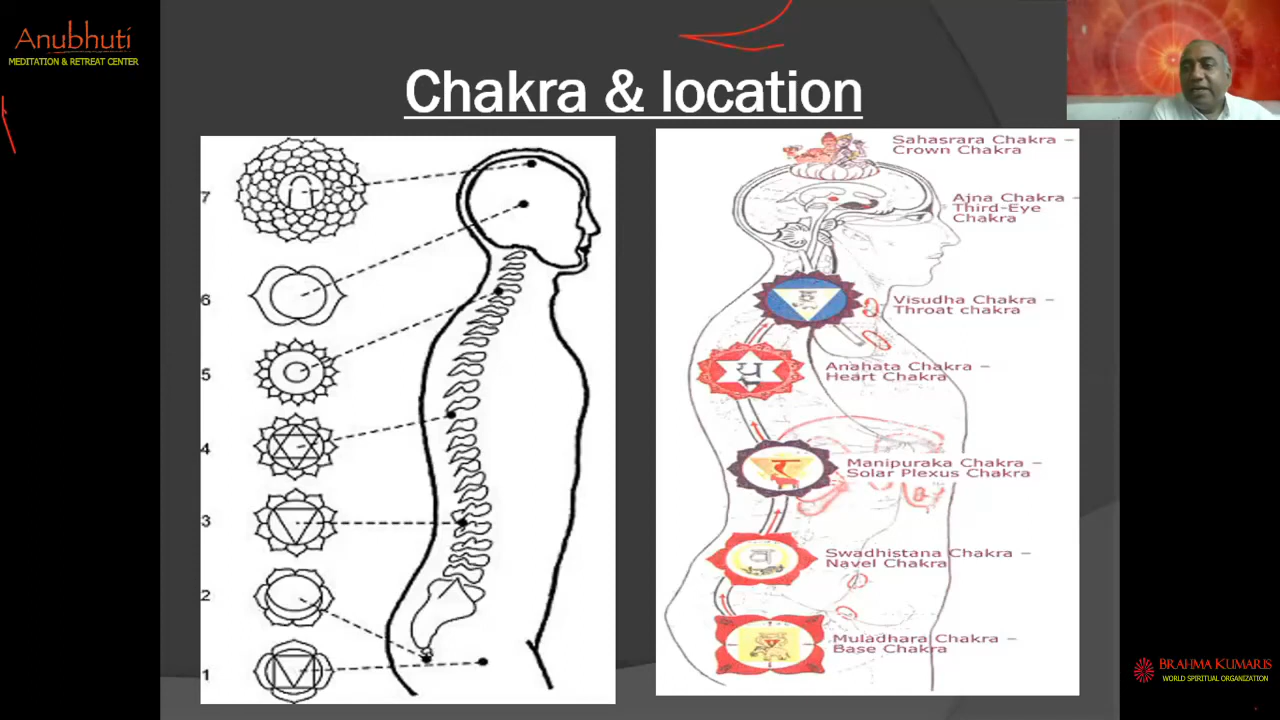 Anubhuti
MEDITATION & RETREAT CENTER
Chakra & location
7
6
5
4
3
2
1
Sahasrara Chakra –
Crown Chakra
Ajna Chakra –
Third-Eye
Chakra
Visudha Chakra –
Throat chakra
Anahata Chakra –
Heart Chakra
Manipuraka Chakra –
Solar Plexus Chakra
र
Swadhistana Chakra –
Navel Chakra
व
Muladhara Chakra –
Base Chakra
BRAHMA KUMARIS
WORLD SPIRITUAL ORGANIZATION